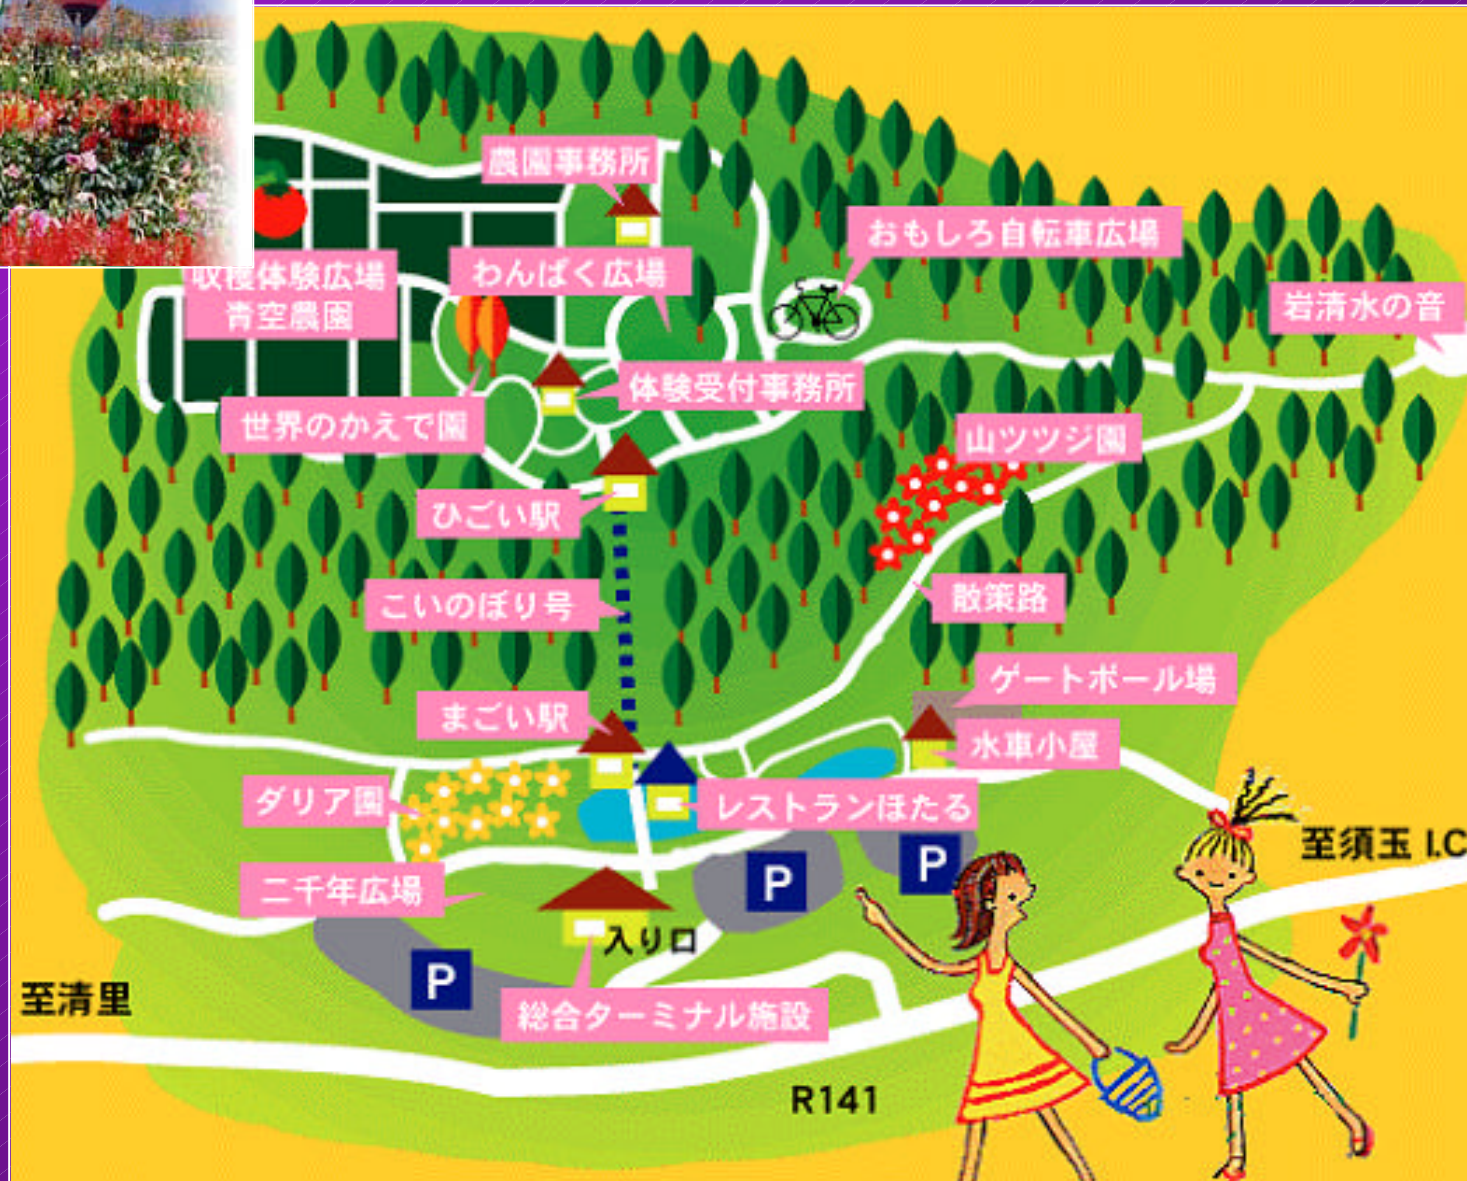 農園事務所
おもしろ自転車広場
わんぱく広場
収穫体験広場
青空農園
岩清水の音
体験受付事務所
世界のかえで園
山ツツジ園
ひごい駅
こいのぼり号
散策路
ゲートボール場
まごい駅
水車小屋
ダリア園
レストランほたる
至須玉 I.C
P
P
二千年広場
入り口
P
至清里
総合ターミナル施設
R141